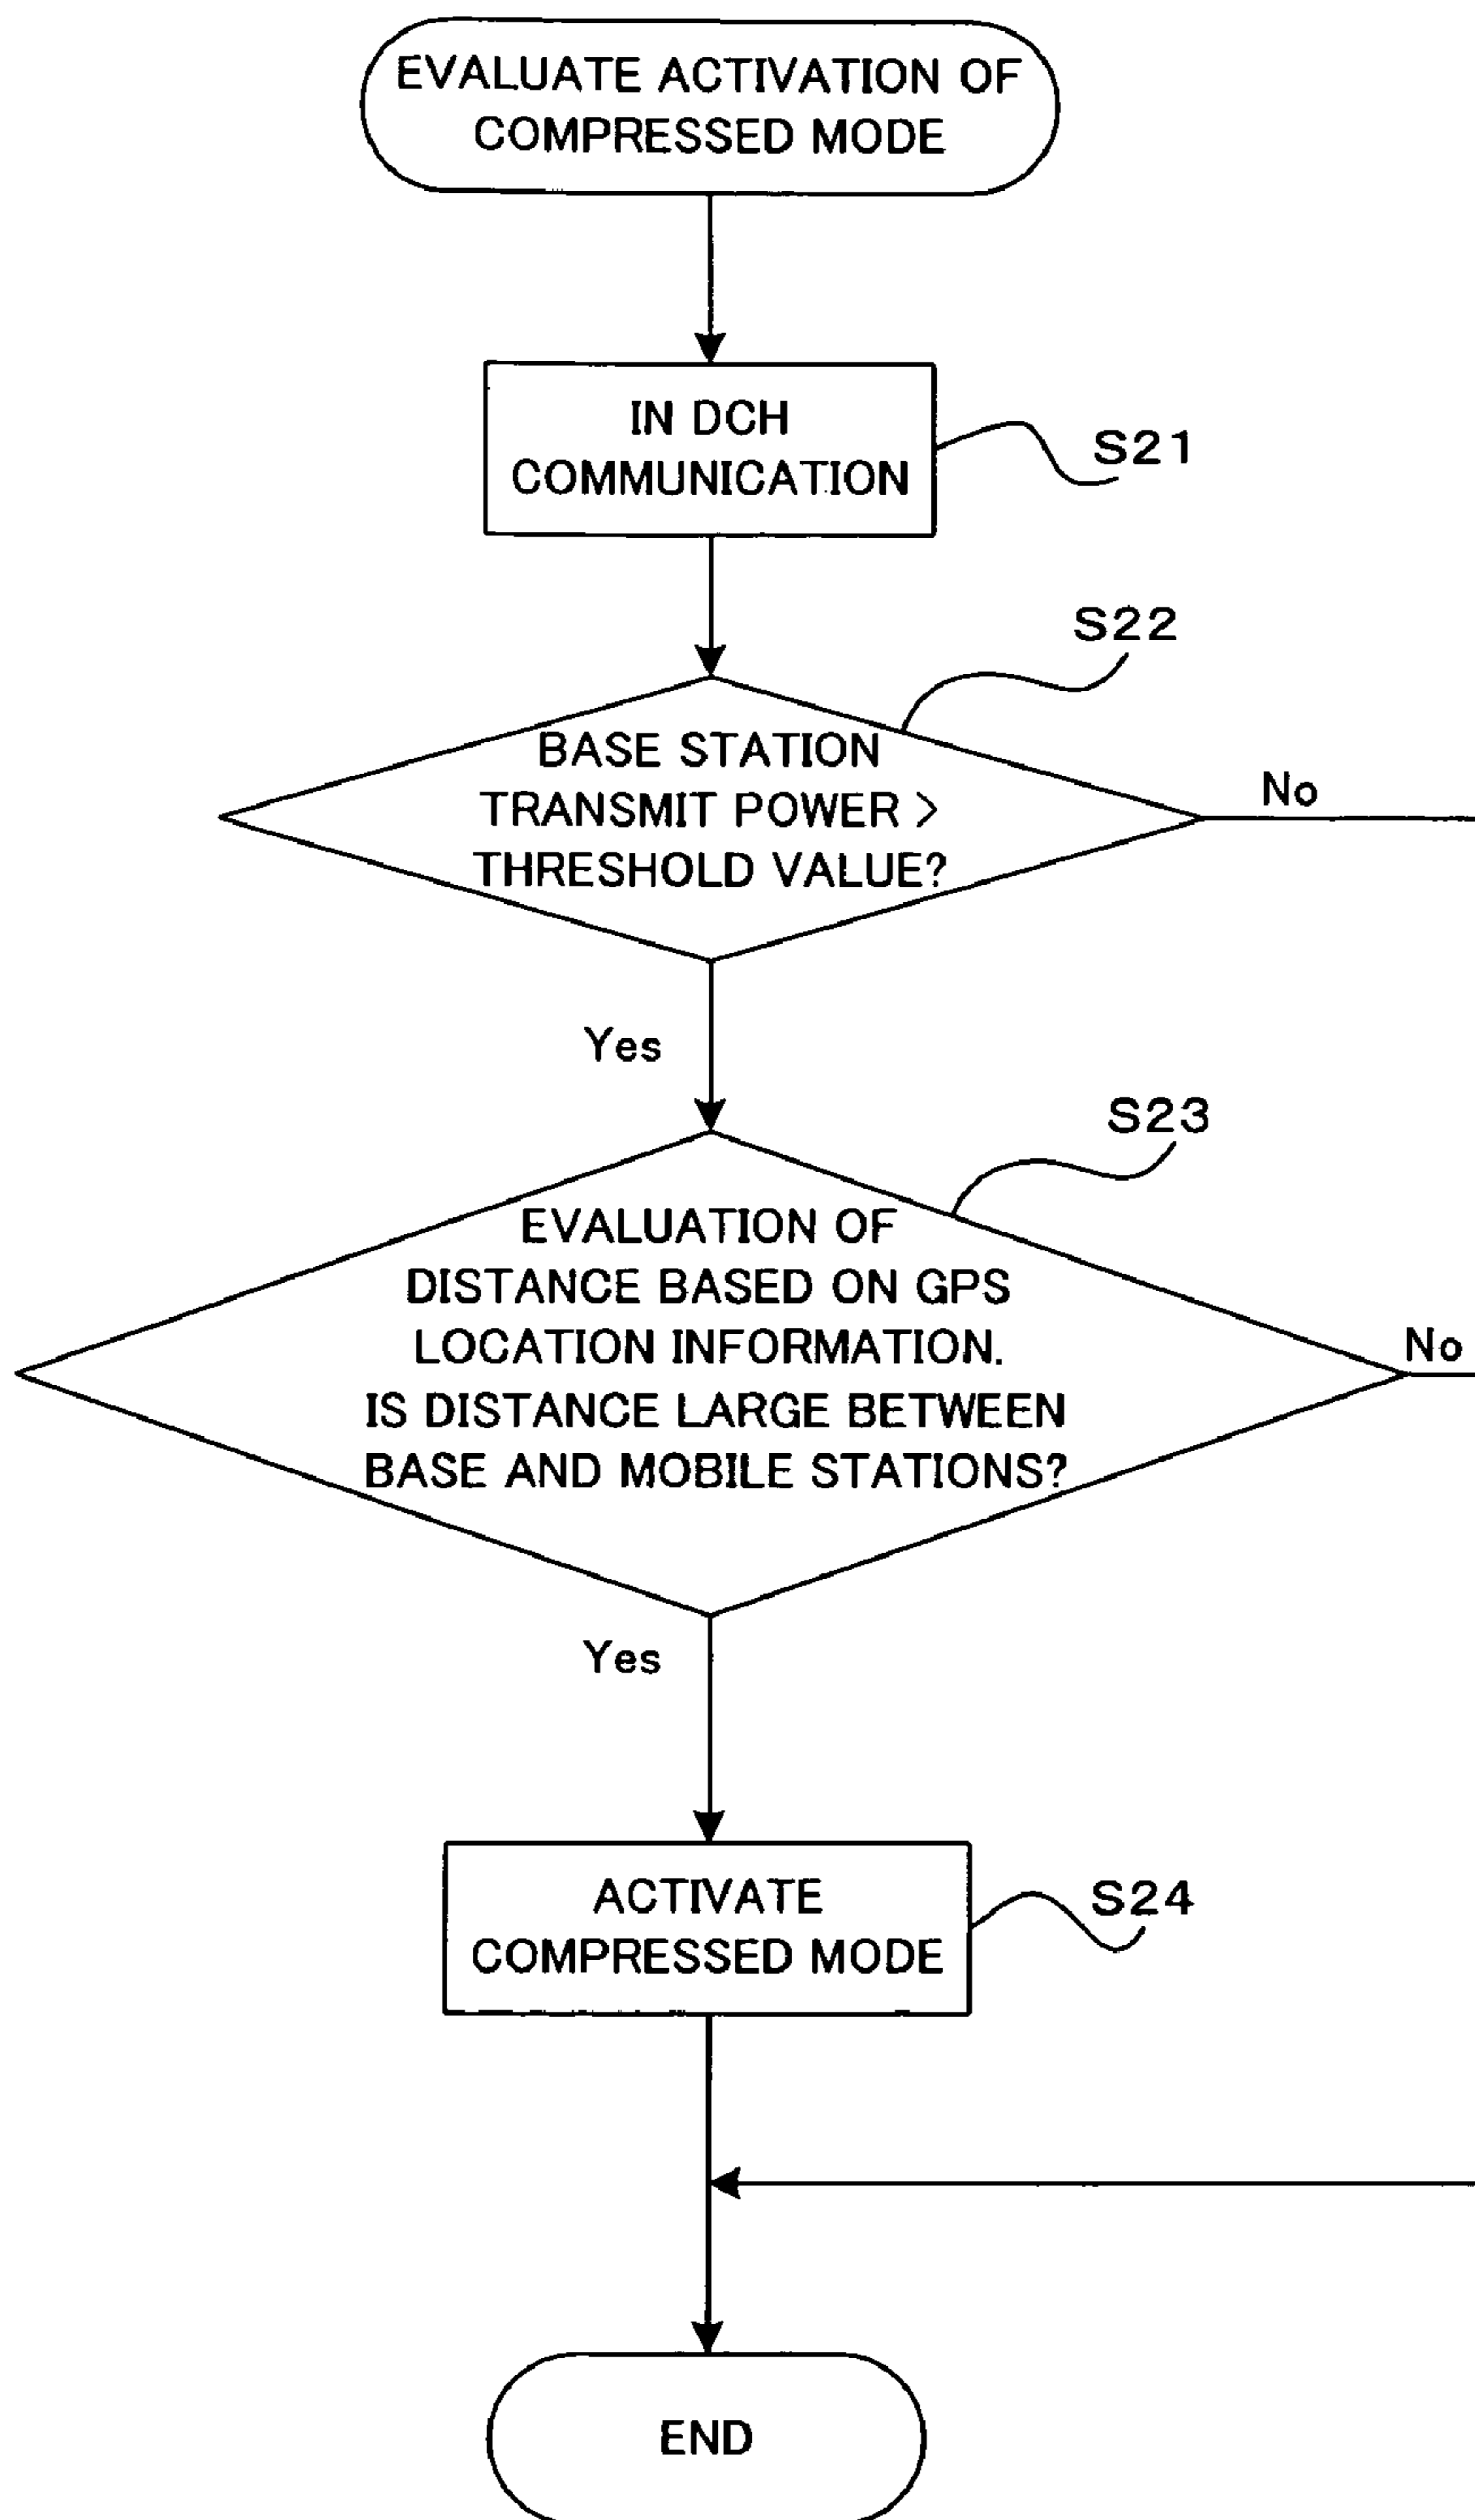 EVALUATE ACTIVATION OF
COMPRESSED MODE
IN DCH
COMMUNICATION
S21
S22
BASE STATION
TRANSMIT POWER >
THRESHOLD VALUE?
No
Yes
S23
EVALUATION OF
DISTANCE BASED ON GPS
LOCATION INFORMATION.
IS DISTANCE LARGE BETWEEN
BASE AND MOBILE STATIONS?
No
Yes
ACTIVATE
COMPRESSED MODE
S24
END